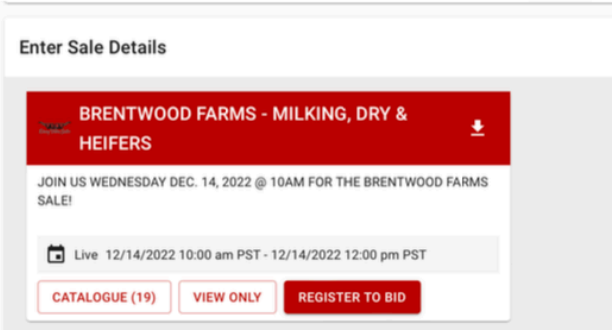 Enter Sale Details
BRENTWOOD FARMS - MILKING, DRY &
HEIFERS
JOIN US WEDNESDAY DEC. 14, 2022 @ 10AM FOR THE BRENTWOOD FARMS
SALE!
Live 12/14/2022 10:00 am PST - 12/14/2022 12:00 pm PST
CATALOGUE (19) VIEW ONLY REGISTER TO BID